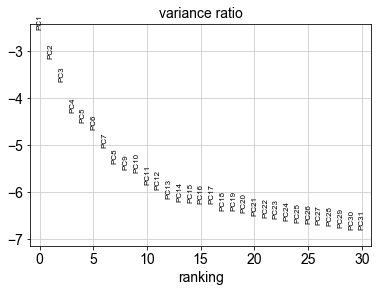 variance ratio
−3
−4
−5
−6
−7
PC1
PC2
PC3
PC4
PC5
PC6
PC7
PC8
PC9
PC10
PC11
PC12
PC13
PC14
PC15
PC16
PC17
PC18
PC19
PC20
PC21
PC22
PC23
PC24
PC25
PC26
PC27
PC28
PC29
PC30
PC31
0 5 10 15 20 25 30
ranking